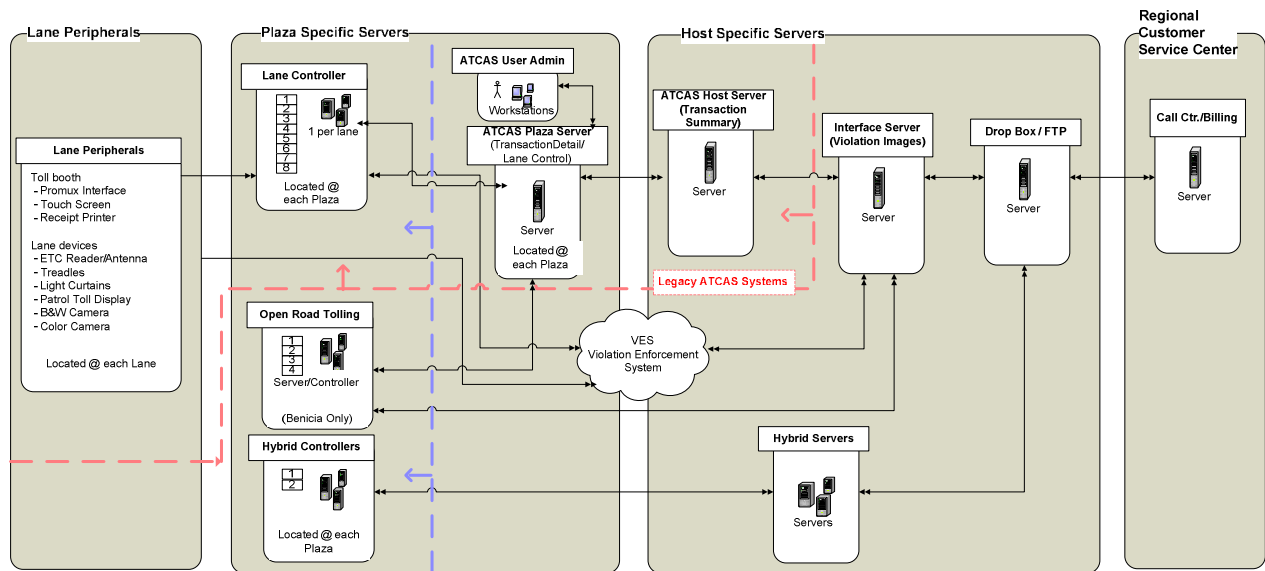 Lane Peripherals
Lane Peripherals
Toll booth
- Promux Interface
- Touch Screen
- Receipt Printer
Lane devices
- ETC Reader/Antenna
- Treadles
- Light Curtains
- Patrol Toll Display
- B&W Camera
- Color Camera
Located @ each Lane
Plaza Specific Servers
Lane Controller
1
2
3
4
5
6
7
8
1 per lane
Located @
each Plaza
ATCAS User Admin
Workstations
ATCAS Plaza Server
(TransactionDetail/
Lane Control)
Server
Located @
each Plaza
Open Road Tolling
1
2
3
4
Server/Controller
(Benicia Only)
Hybrid Controllers
1
2
Located @ each
Plaza
VES
Violation Enforcement
System
Host Specific Servers
ATCAS Host Server
(Transaction
Summary)
Server
Legacy ATCAS Systems
Interface Server
(Violation Images)
Server
Drop Box / FTP
Server
Hybrid Servers
Servers
Regional
Customer
Service Center
Call Ctr./Billing
Server